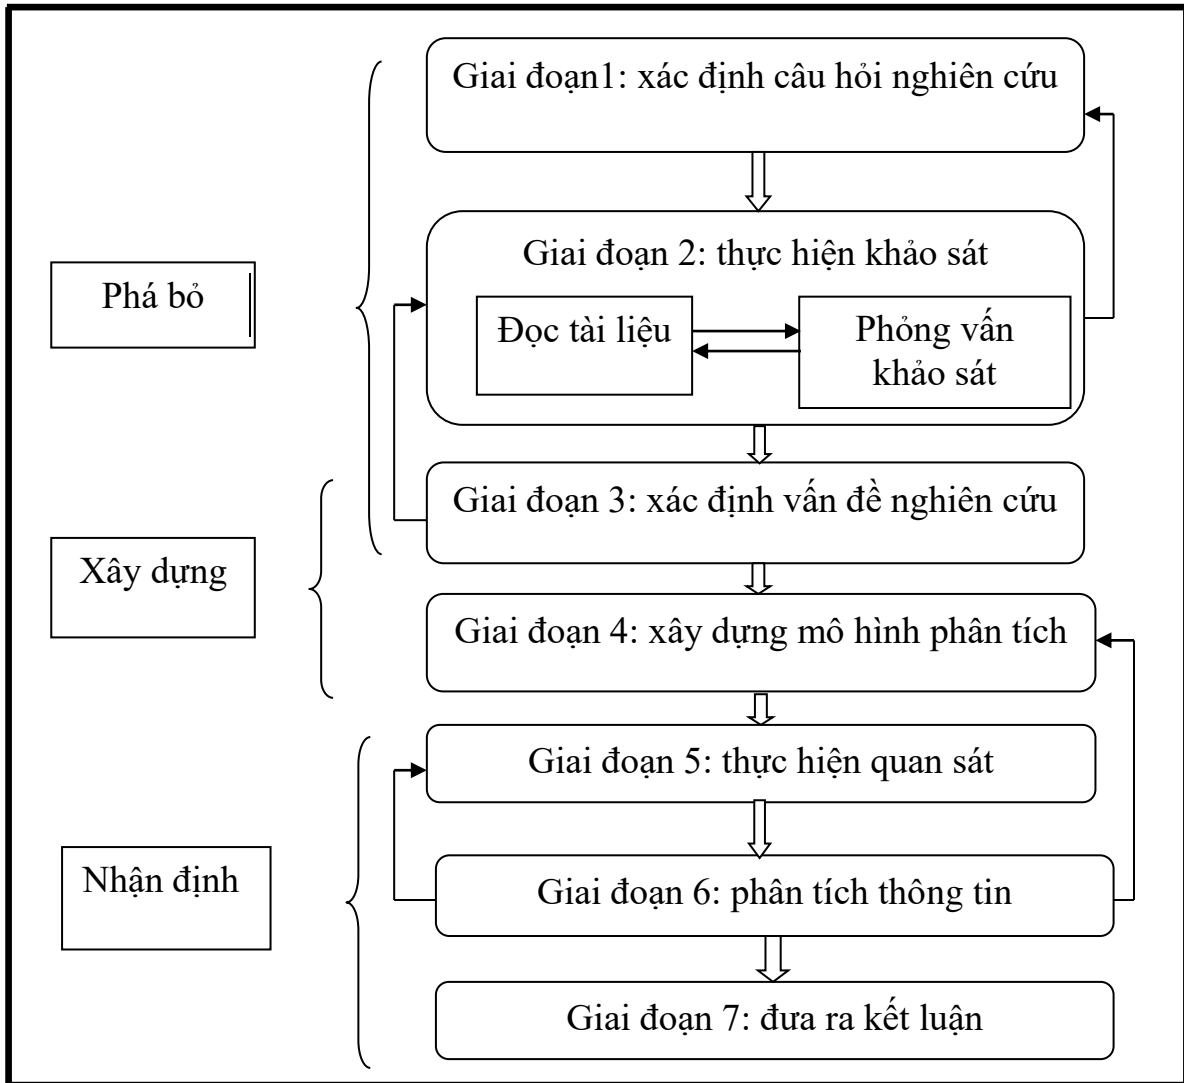 Giai đoạn1: xác định câu hỏi nghiên cứu
Giai đoạn 2: thực hiện khảo sát
Phá bỏ
Đọc tài liệu
Phỏng vấn
khảo sát
Giai đoạn 3: xác định vấn đề nghiên cứu
Xây dựng
Giai đoạn 4: xây dựng mô hình phân tích
Giai đoạn 5: thực hiện quan sát
Nhận định
Giai đoạn 6: phân tích thông tin
Giai đoạn 7: đưa ra kết luận